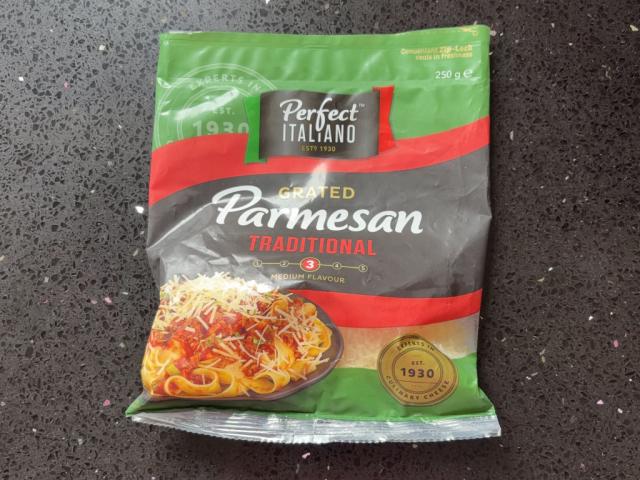 Convenient Zip-Lock
seals in freshness
250 g e
EXPERTS IN
EST.
1930
Perfect™
ITALIANO
ESTD 1930
GRATED
Parmesan
TRADITIONAL
1 2 3 4 5
MEDIUM FLAVOUR
EXPERTS IN
EST.
1930
CULINARY CHEESE